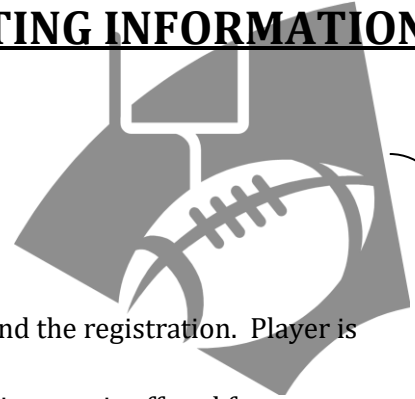 TING INFORMATION
nd the registration. Player is